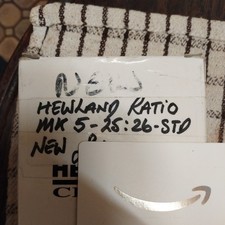 NEW
HEWLAND RATIO
MK 5-25:26-STD
NEW